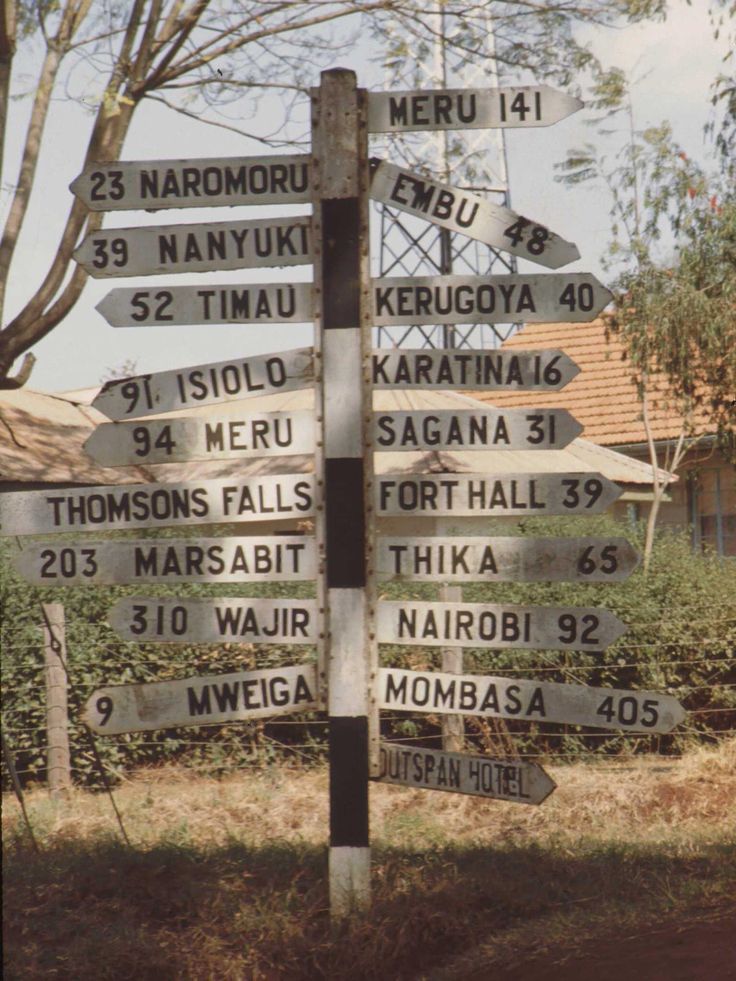 MERU 141
23 NAROMORU
EMBU 48
39 NANYUKI
52 TIMAU
KERUGOYA 40
91 ISIOLO
KARATINA 16
94 MERU
SAGANA 31
THOMSONS FALLS
FORT HALL 39
203 MARSABIT
THIKA 65
310 WAJIR
NAIROBI 92
9 MWEIGA
MOMBASA 405
OUTSPAN HOTEL